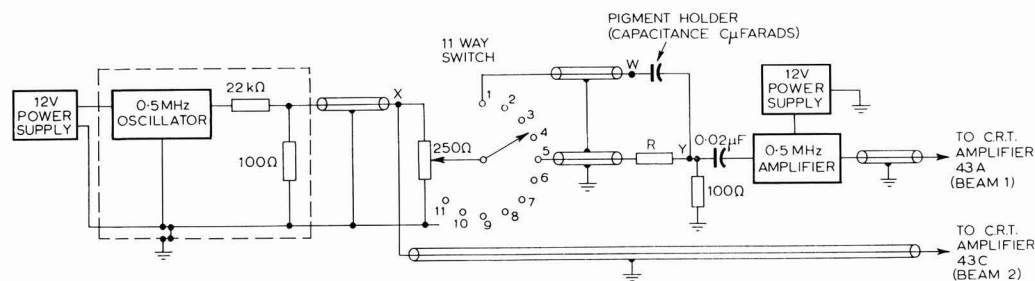 PIGMENT HOLDER
(CAPACITANCE CµFARADS)
11 WAY
SWITCH
12V
POWER
SUPPLY
0·5MHz
OSCILLATOR
22kΩ
100Ω
X
250Ω
1
2
3
4
5
6
7
8
9
10
11
W
R
Y
0·02µF
100Ω
12V
POWER
SUPPLY
0·5MHz
AMPLIFIER
TO C.R.T.
AMPLIFIER
43A
(BEAM 1)
TO C.R.T.
AMPLIFIER
43C
(BEAM 2)